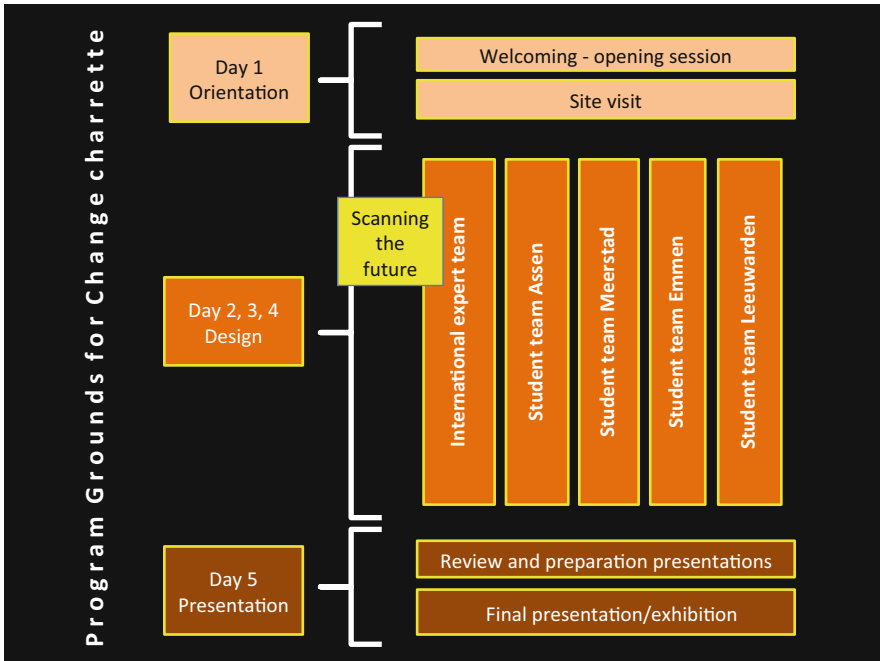 Program Grounds for Change charrette
Day 1
Orientation
Welcoming - opening session
Site visit
Day 2, 3, 4
Design
Scanning
the
future
International expert team
Student team Assen
Student team Meerstad
Student team Emmen
Student team Leeuwarden
Day 5
Presentation
Review and preparation presentations
Final presentation/exhibition